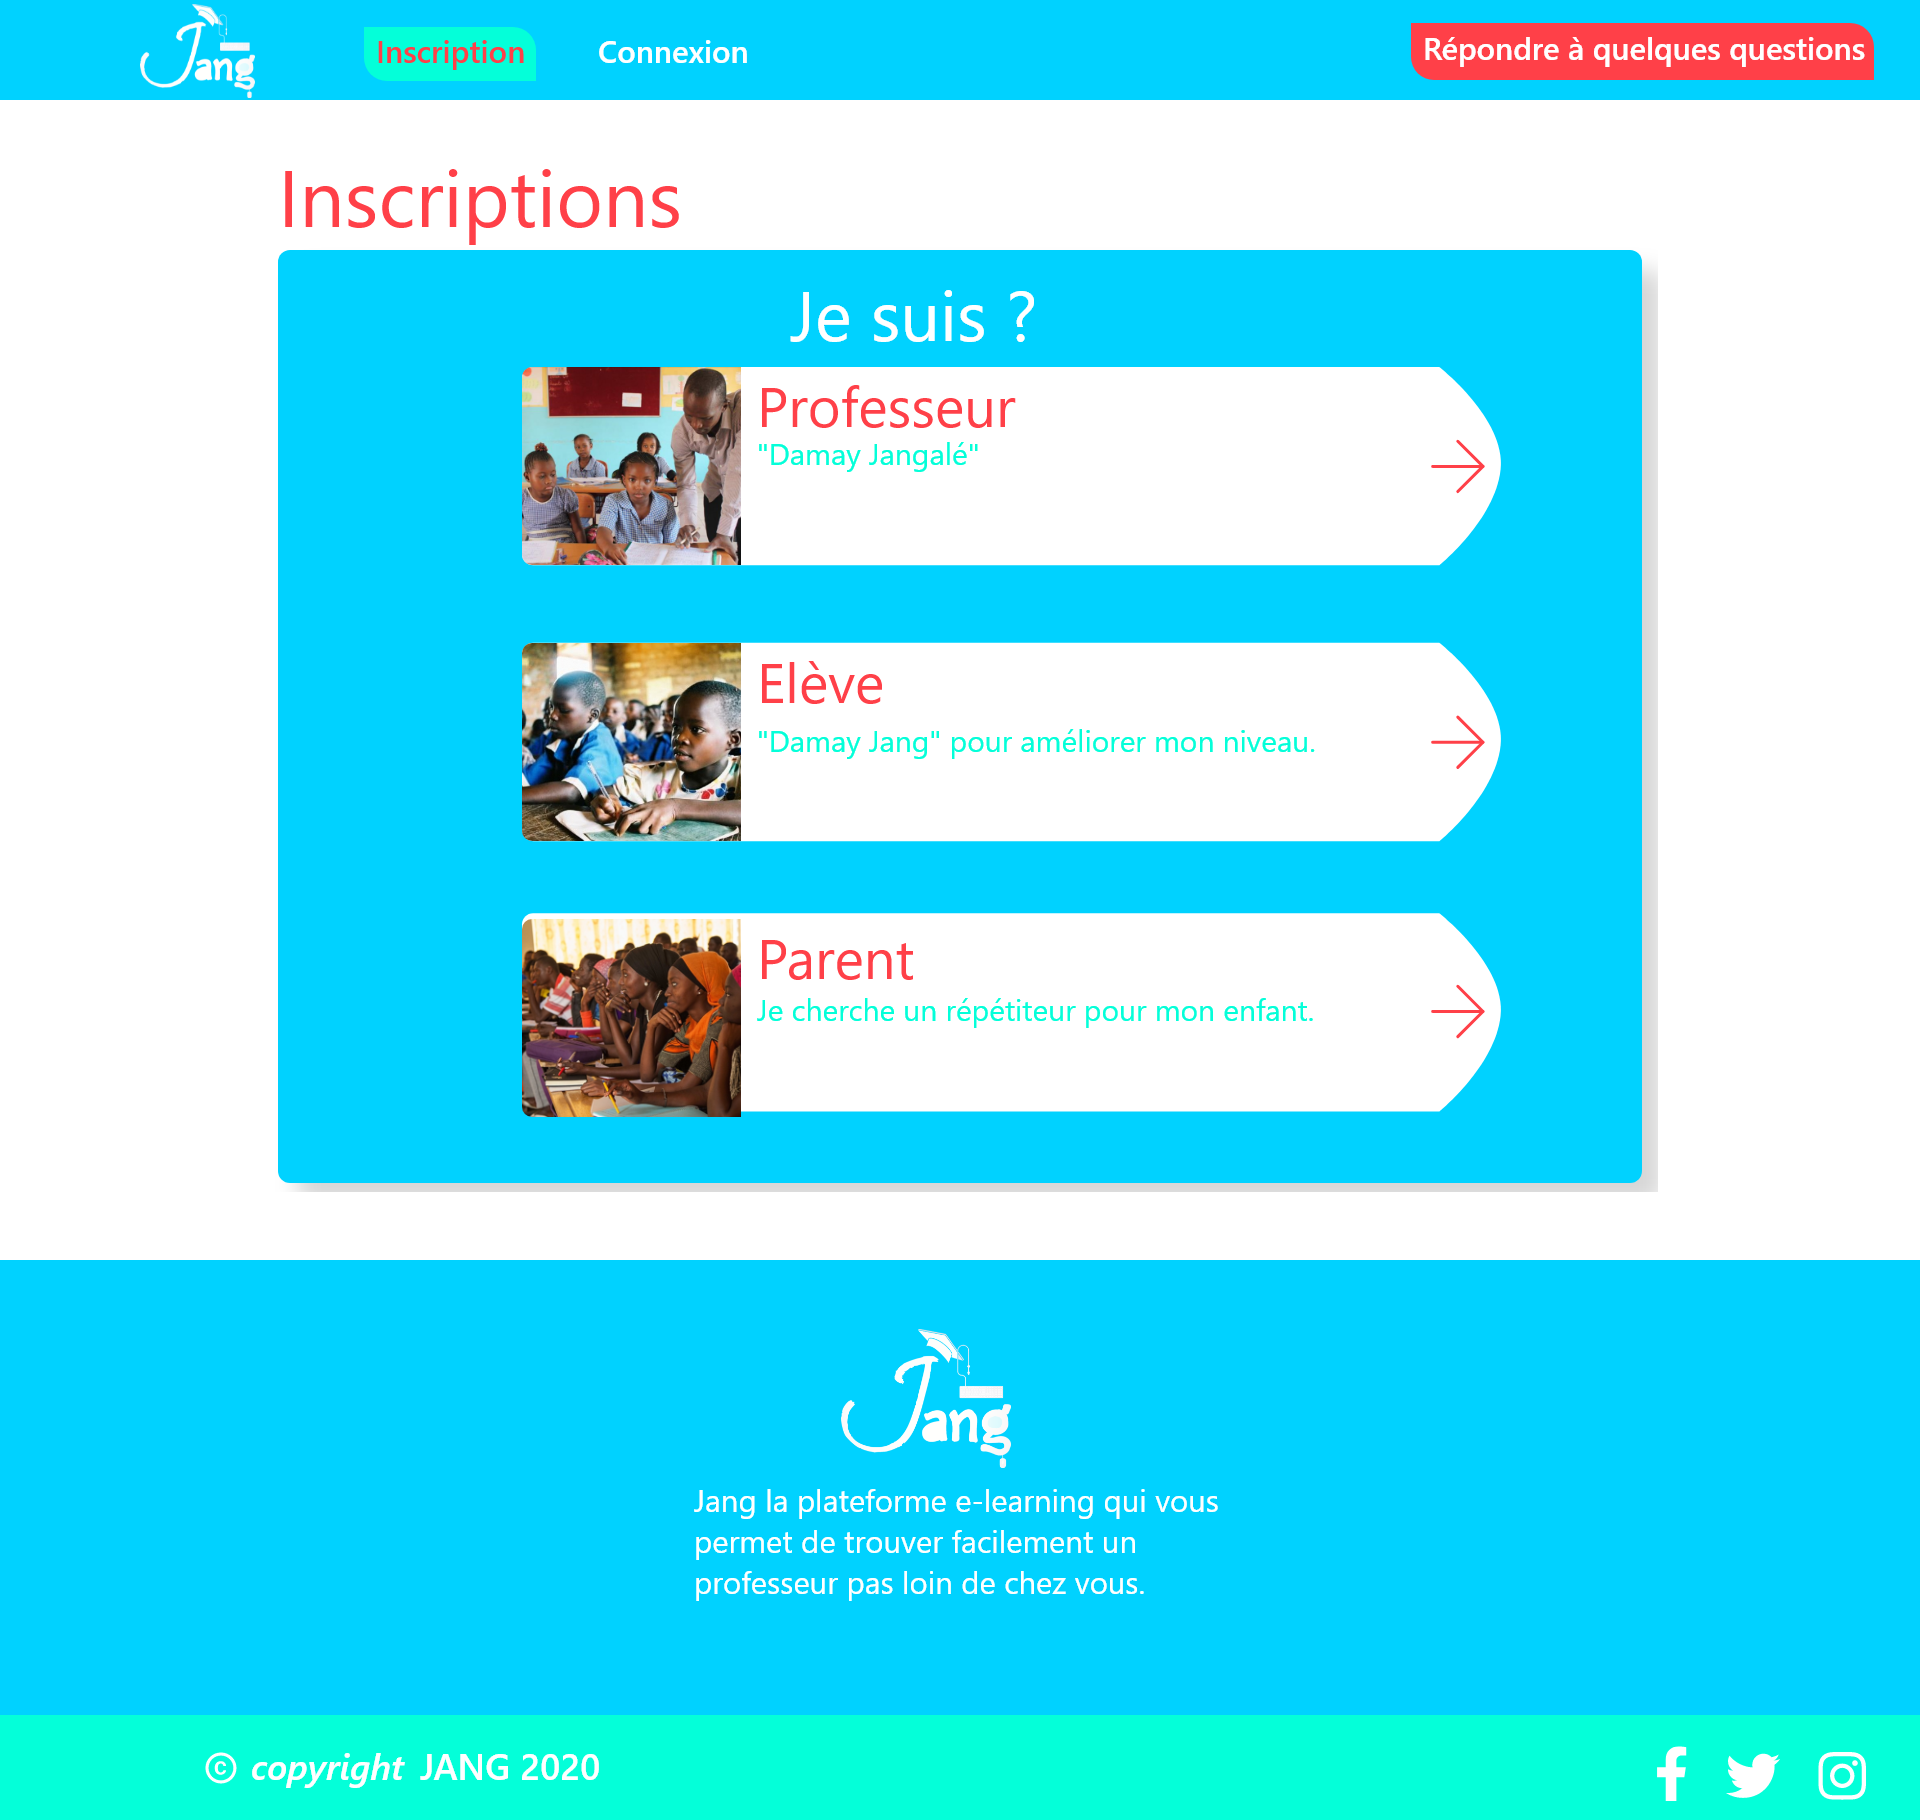 Jang
Inscription
Connexion
Répondre à quelques questions
Inscriptions
Je suis ?
Professeur
"Damay Jangalé"
Elève
"Damay Jang" pour améliorer mon niveau.
Parent
Je cherche un répétiteur pour mon enfant.
Jang
Jang la plateforme e-learning qui vous
permet de trouver facilement un
professeur pas loin de chez vous.
© copyright JANG 2020